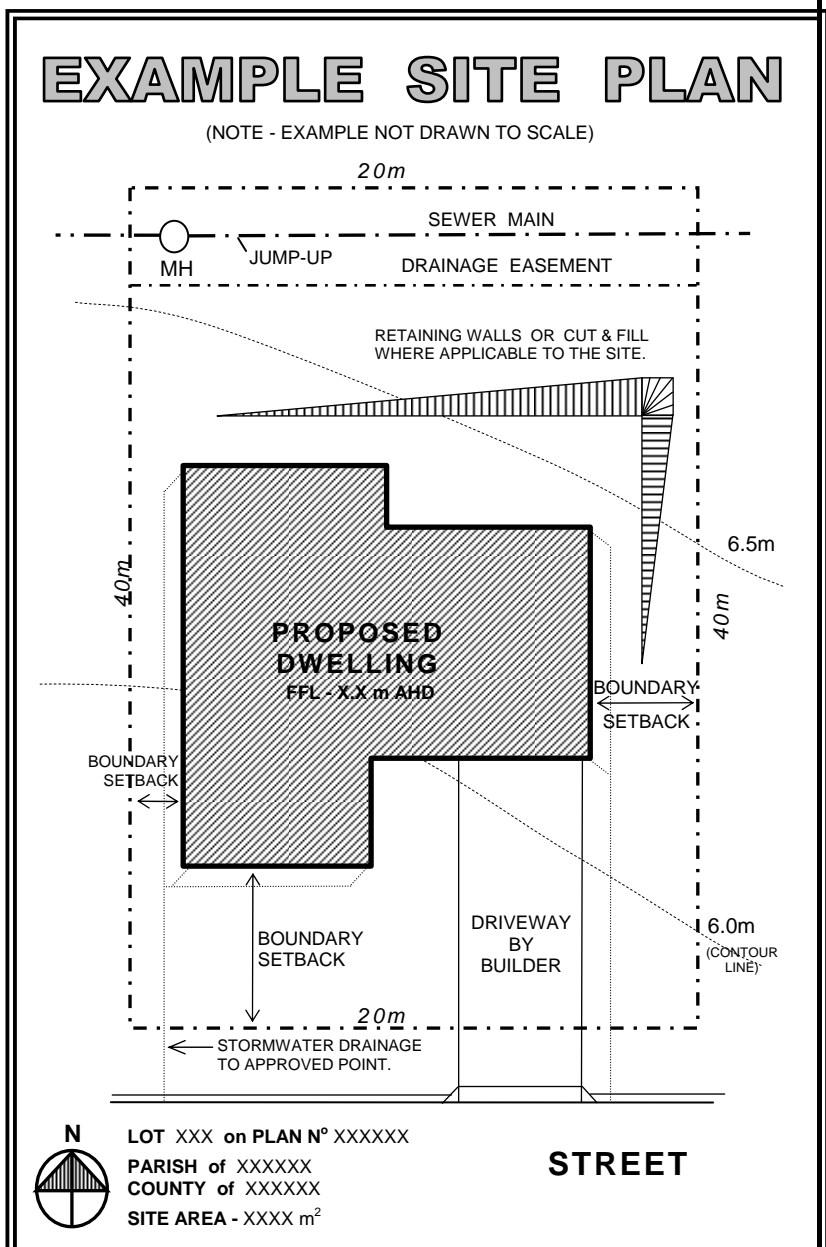 EXAMPLE SITE PLAN
(NOTE - EXAMPLE NOT DRAWN TO SCALE)
20m
SEWER MAIN
JUMP-UP
MH
DRAINAGE EASEMENT
RETAINING WALLS OR CUT & FILL
WHERE APPLICABLE TO THE SITE.
6.5m
40m
40m
PROPOSED
DWELLING
FFL - X.X m AHD
BOUNDARY
SETBACK
BOUNDARY
SETBACK
BOUNDARY
SETBACK
DRIVEWAY
BY
BUILDER
6.0m
(CONTOUR
LINE)
20m
STORMWATER DRAINAGE
TO APPROVED POINT.
N
LOT XXX on PLAN Nº XXXXXX
PARISH of XXXXXX
COUNTY of XXXXXX
SITE AREA - XXXX m²
STREET